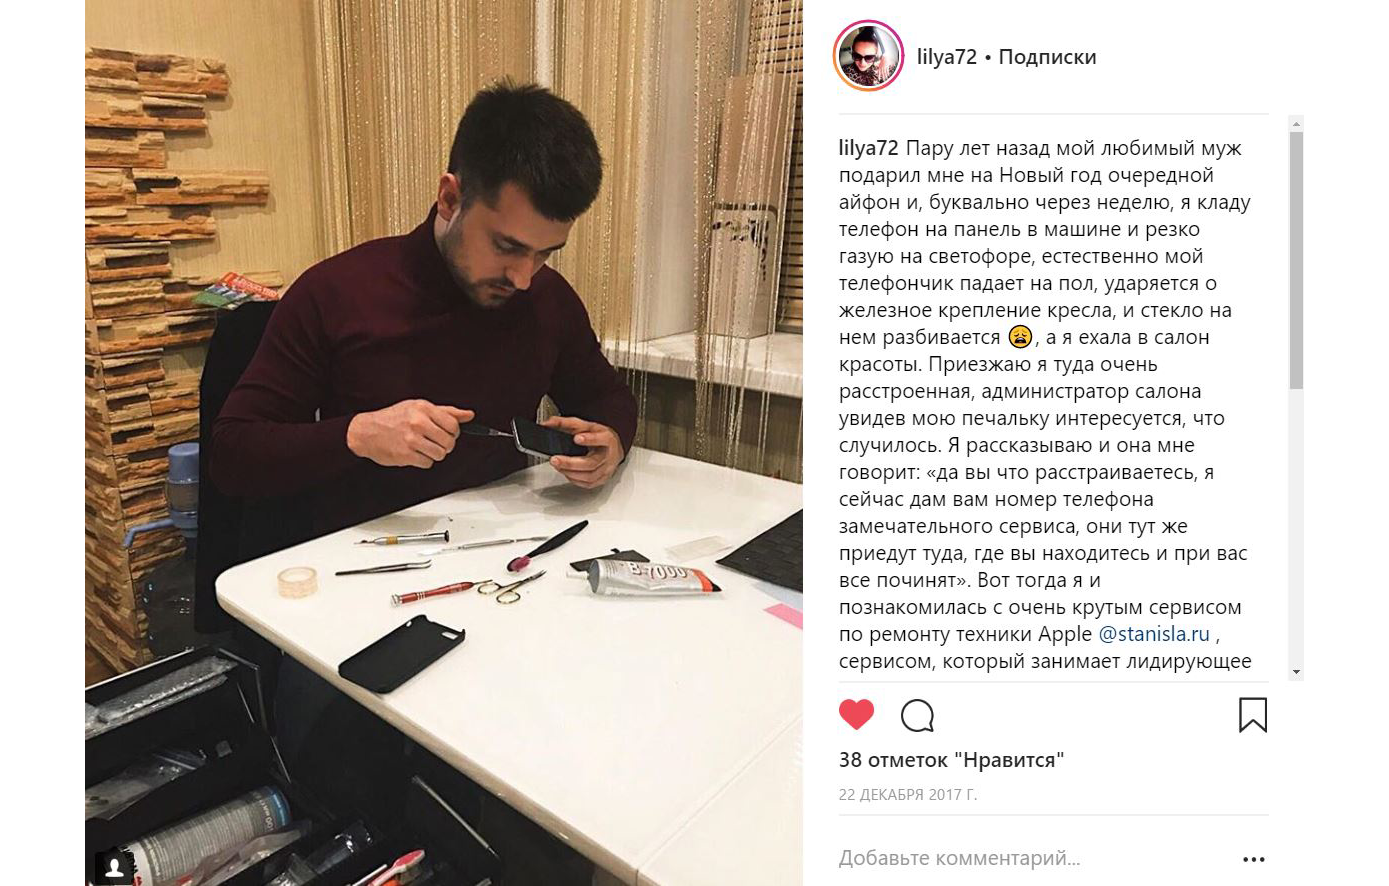 lilya72 • Подписки
lilya72 Пару лет назад мой любимый муж
подарил мне на Новый год очередной
айфон и, буквально через неделю, я кладу
телефон на панель в машине и резко
газую на светофоре, естественно мой
телефончик падает на пол, ударяется о
железное крепление кресла, и стекло на
нем разбивается 😩, а я ехала в салон
красоты. Приезжаю я туда очень
расстроенная, администратор салона
увидев мою печальку интересуется, что
случилось. Я рассказываю и она мне
говорит: «да вы что расстраиваетесь, я
сейчас дам вам номер телефона
замечательного сервиса, они тут же
приедут туда, где вы находитесь и при вас
все починят». Вот тогда я и
познакомилась с очень крутым сервисом
по ремонту техники Apple @stanisla.ru ,
сервисом, который занимает лидирующее
38 отметок "Нравится"
22 ДЕКАБРЯ 2017 Г.
Добавьте комментарий...
B-7000